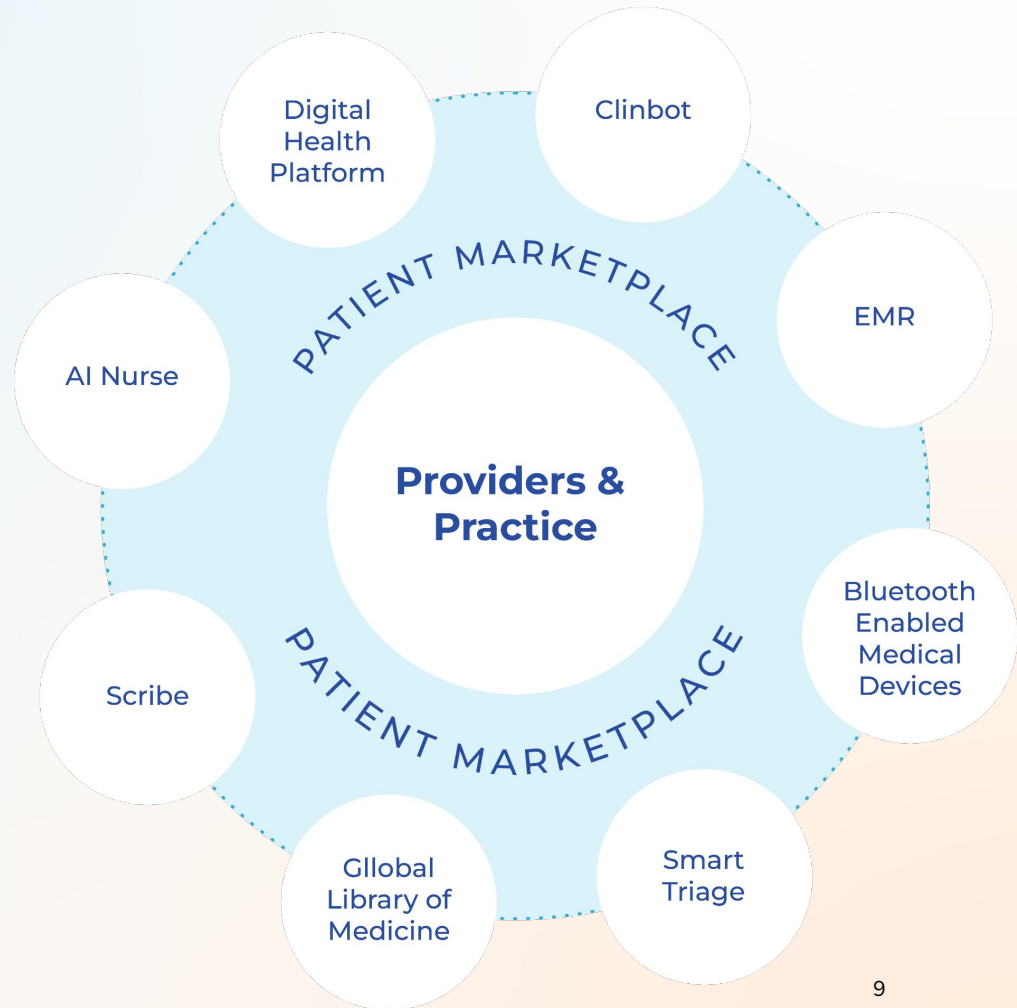 Digital
Health
Platform
Clinbot
PATIENT MARKETPLACE
EMR
AI Nurse
Providers &
Practice
Bluetooth
Enabled
Medical
Devices
Scribe
PATIENT MARKETPLACE
Gllobal
Library of
Medicine
Smart
Triage
9